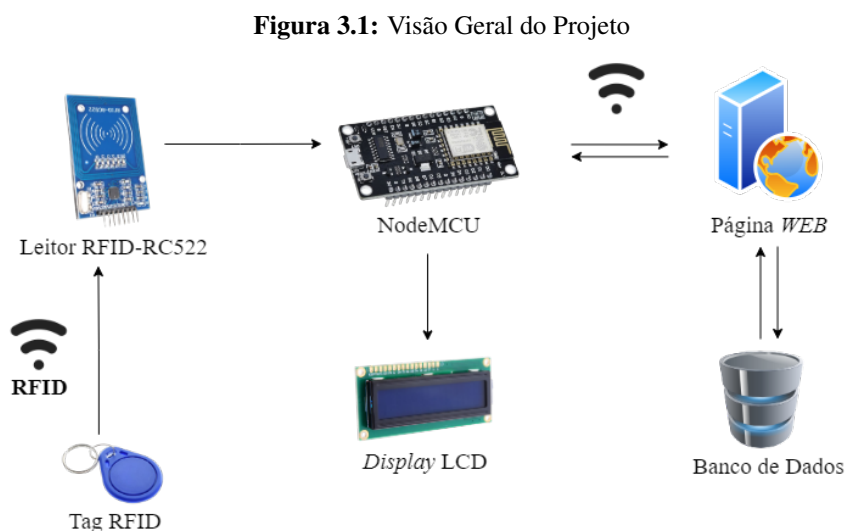 Figura 3.1: Visão Geral do Projeto
Leitor RFID-RC522
NodeMCU
Página WEB
RFID
Display LCD
Banco de Dados
Tag RFID